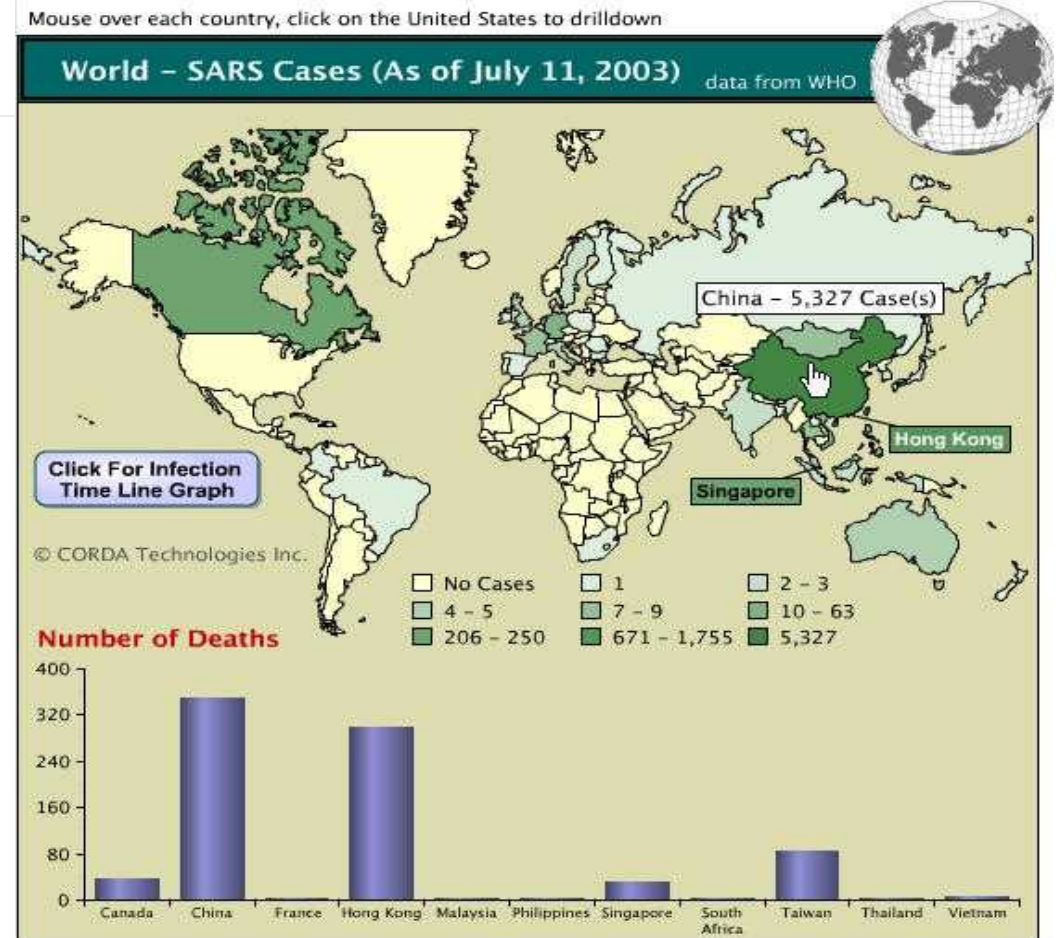 Mouse over each country, click on the United States to drilldown
World – SARS Cases (As of July 11, 2003) data from WHO
China – 5,327 Case(s)
Hong Kong
Singapore
Click For Infection
Time Line Graph
© CORDA Technologies Inc.
No Cases 1 2 – 3
4 – 5 7 – 9 10 – 63
206 – 250 671 – 1,755 5,327
Number of Deaths
400
320
240
160
80
0
Canada China France Hong Kong Malaysia Philippines Singapore South Africa Taiwan Thailand Vietnam